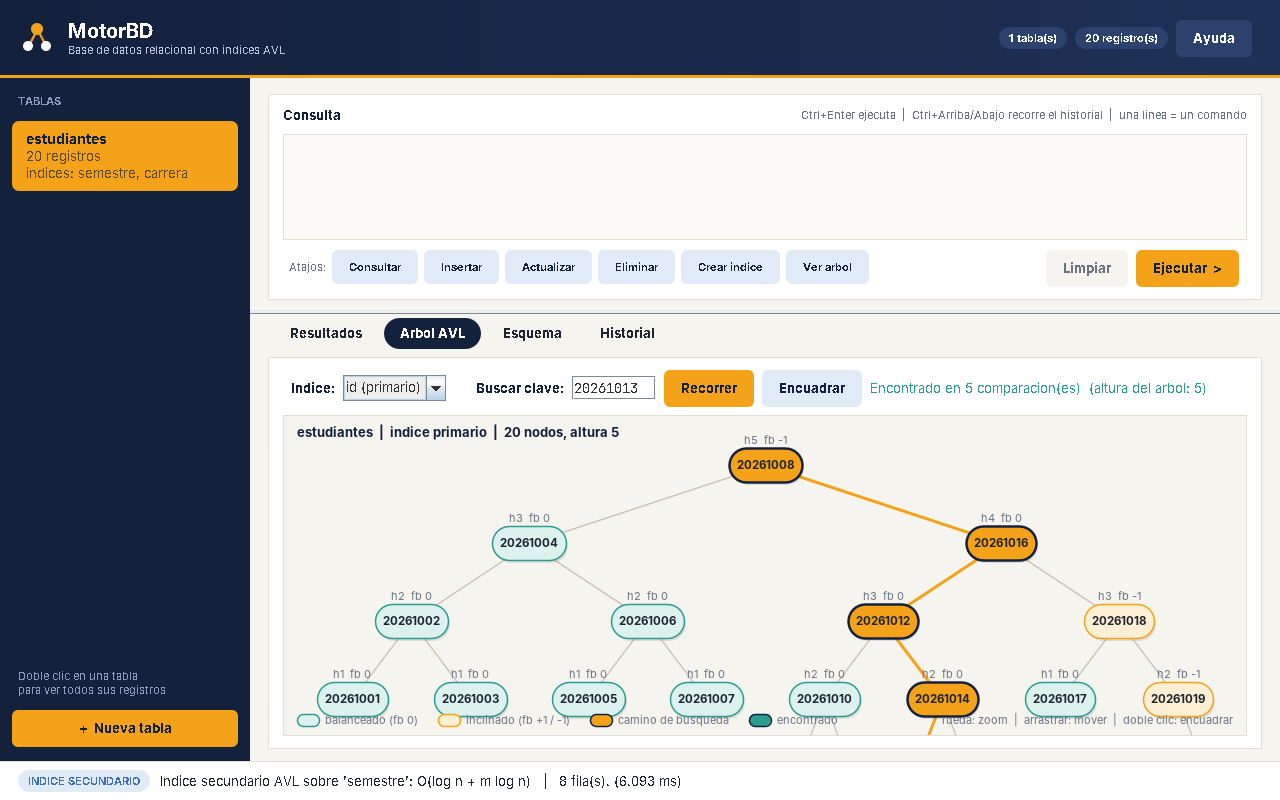 MotorBD
Base de datos relacional con indices AVL
1 tabla(s)
20 registro(s)
Ayuda
TABLAS
estudiantes
20 registros
indices: semestre, carrera
Doble clic en una tabla
para ver todos sus registros
+ Nueva tabla
Consulta
Ctrl+Enter ejecuta | Ctrl+Arriba/Abajo recorre el historial | una linea = un comando
Atajos:
Consultar
Insertar
Actualizar
Eliminar
Crear indice
Ver arbol
Limpiar
Ejecutar >
Resultados
Arbol AVL
Esquema
Historial
Indice:
id (primario)
Buscar clave:
20261013
Recorrer
Encuadrar
Encontrado en 5 comparacion(es) (altura del arbol: 5)
estudiantes | indice primario | 20 nodos, altura 5
h5 fb -1
20261008
h3 fb 0
h4 fb 0
20261004
20261016
h2 fb 0
h2 fb 0
h3 fb 0
h3 fb -1
20261002
20261006
20261012
20261018
h1 fb 0
h1 fb 0
h1 fb 0
h1 fb 0
h2 fb 0
h2 fb 0
h1 fb 0
h2 fb -1
20261001
20261003
20261005
20261007
20261010
20261014
20261017
20261019
balanceado (fb 0)
inclinado (fb +1 / -1)
camino de busqueda
encontrado
rueda: zoom | arrastrar: mover | doble clic: encuadrar
INDICE SECUNDARIO
Indice secundario AVL sobre 'semestre': O(log n + m log n) | 8 fila(s). (6.093 ms)